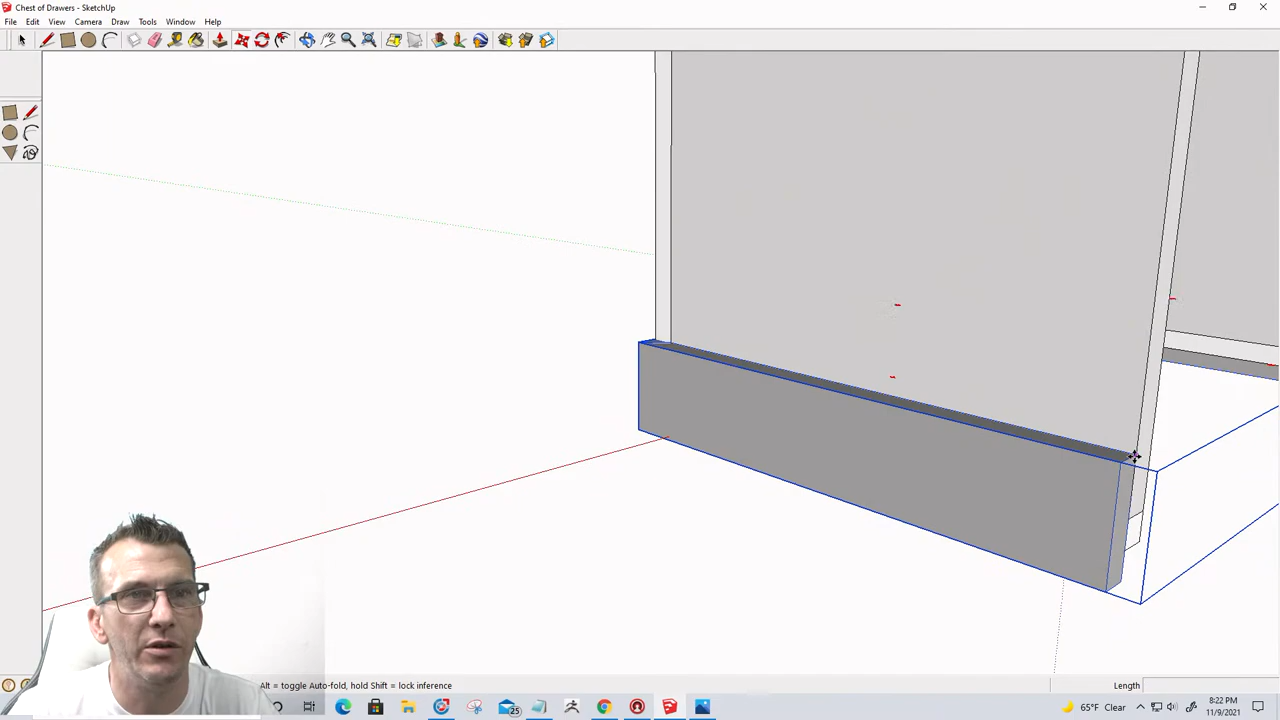 Chest of Drawers - SketchUp
File Edit View Camera Draw Tools Window Help
Alt = toggle Auto-fold, hold Shift = lock inference
Length
25
65°F Clear
8:22 PM
11/9/2021